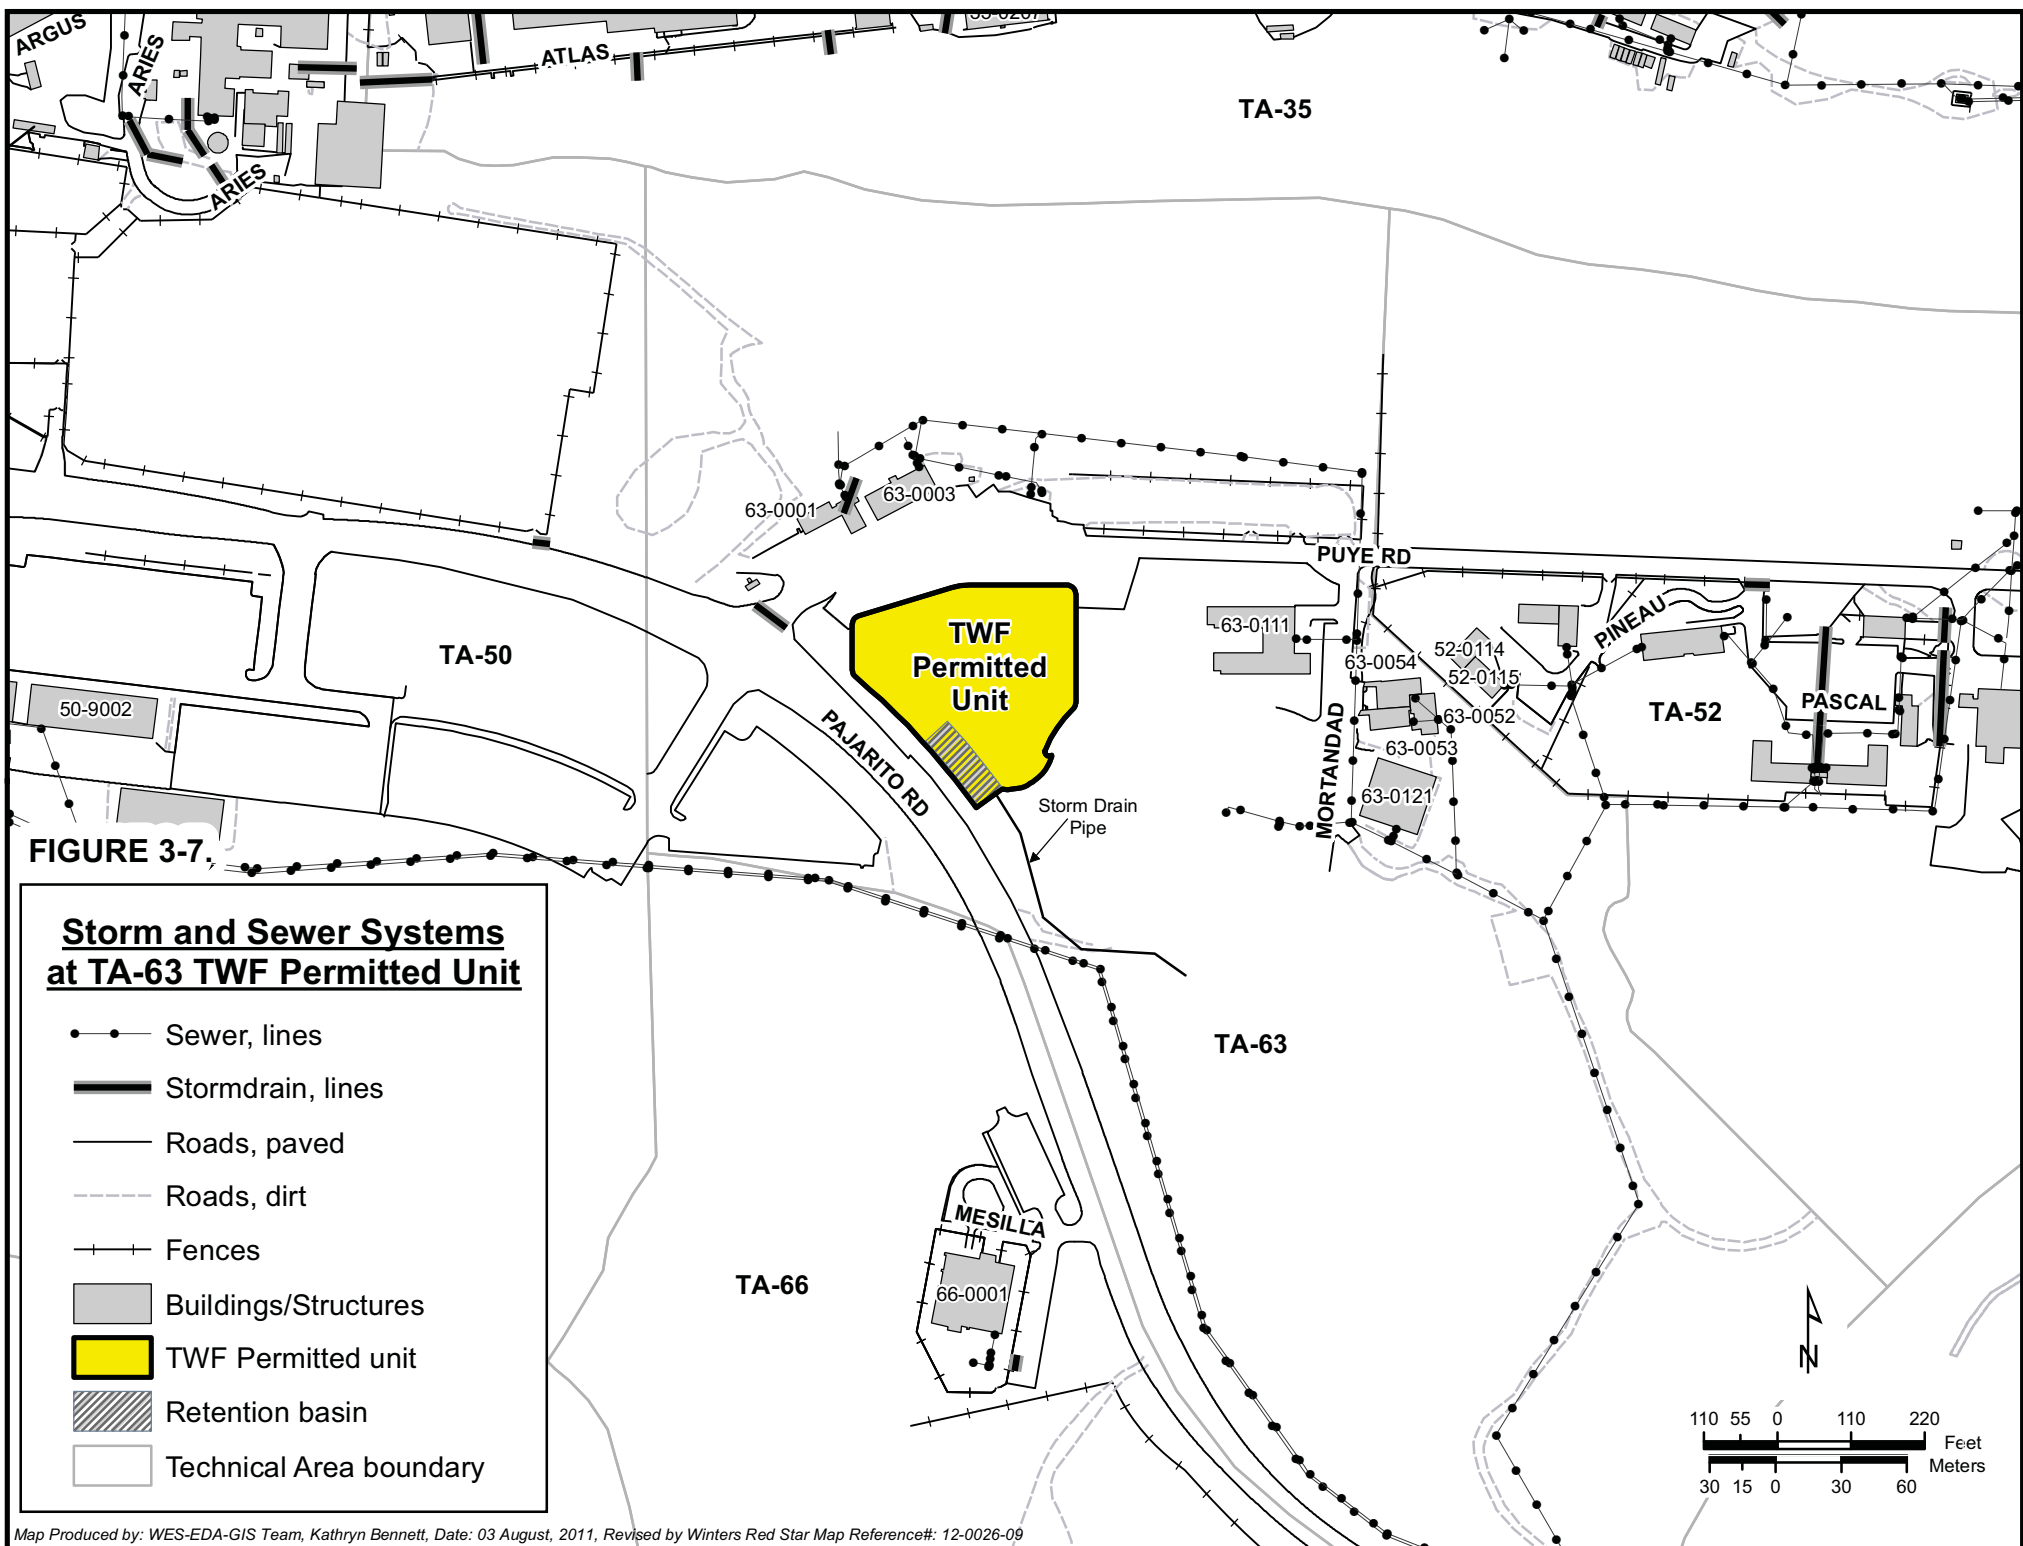 ARGUS
ARIES
ATLAS
ARIES
TA-35
63-0003
63-0001
PUYE RD
TWF
Permitted
Unit
63-0111
PINEAU
52-0114
63-0054
52-0115
TA-50
50-9002
PASCAL
TA-52
63-0052
63-0053
MORTANDAD
PAJARITO RD
63-0121
Storm Drain
Pipe
FIGURE 3-7.
Storm and Sewer Systems
at TA-63 TWF Permitted Unit
Sewer, lines
Stormdrain, lines
Roads, paved
Roads, dirt
Fences
Buildings/Structures
TWF Permitted unit
Retention basin
Technical Area boundary
TA-63
MESILLA
TA-66
66-0001
N
110 55 0 110 220
Feet
Meters
30 15 0 30 60
Map Produced by: WES-EDA-GIS Team, Kathryn Bennett, Date: 03 August, 2011, Revised by Winters Red Star Map Reference#: 12-0026-09